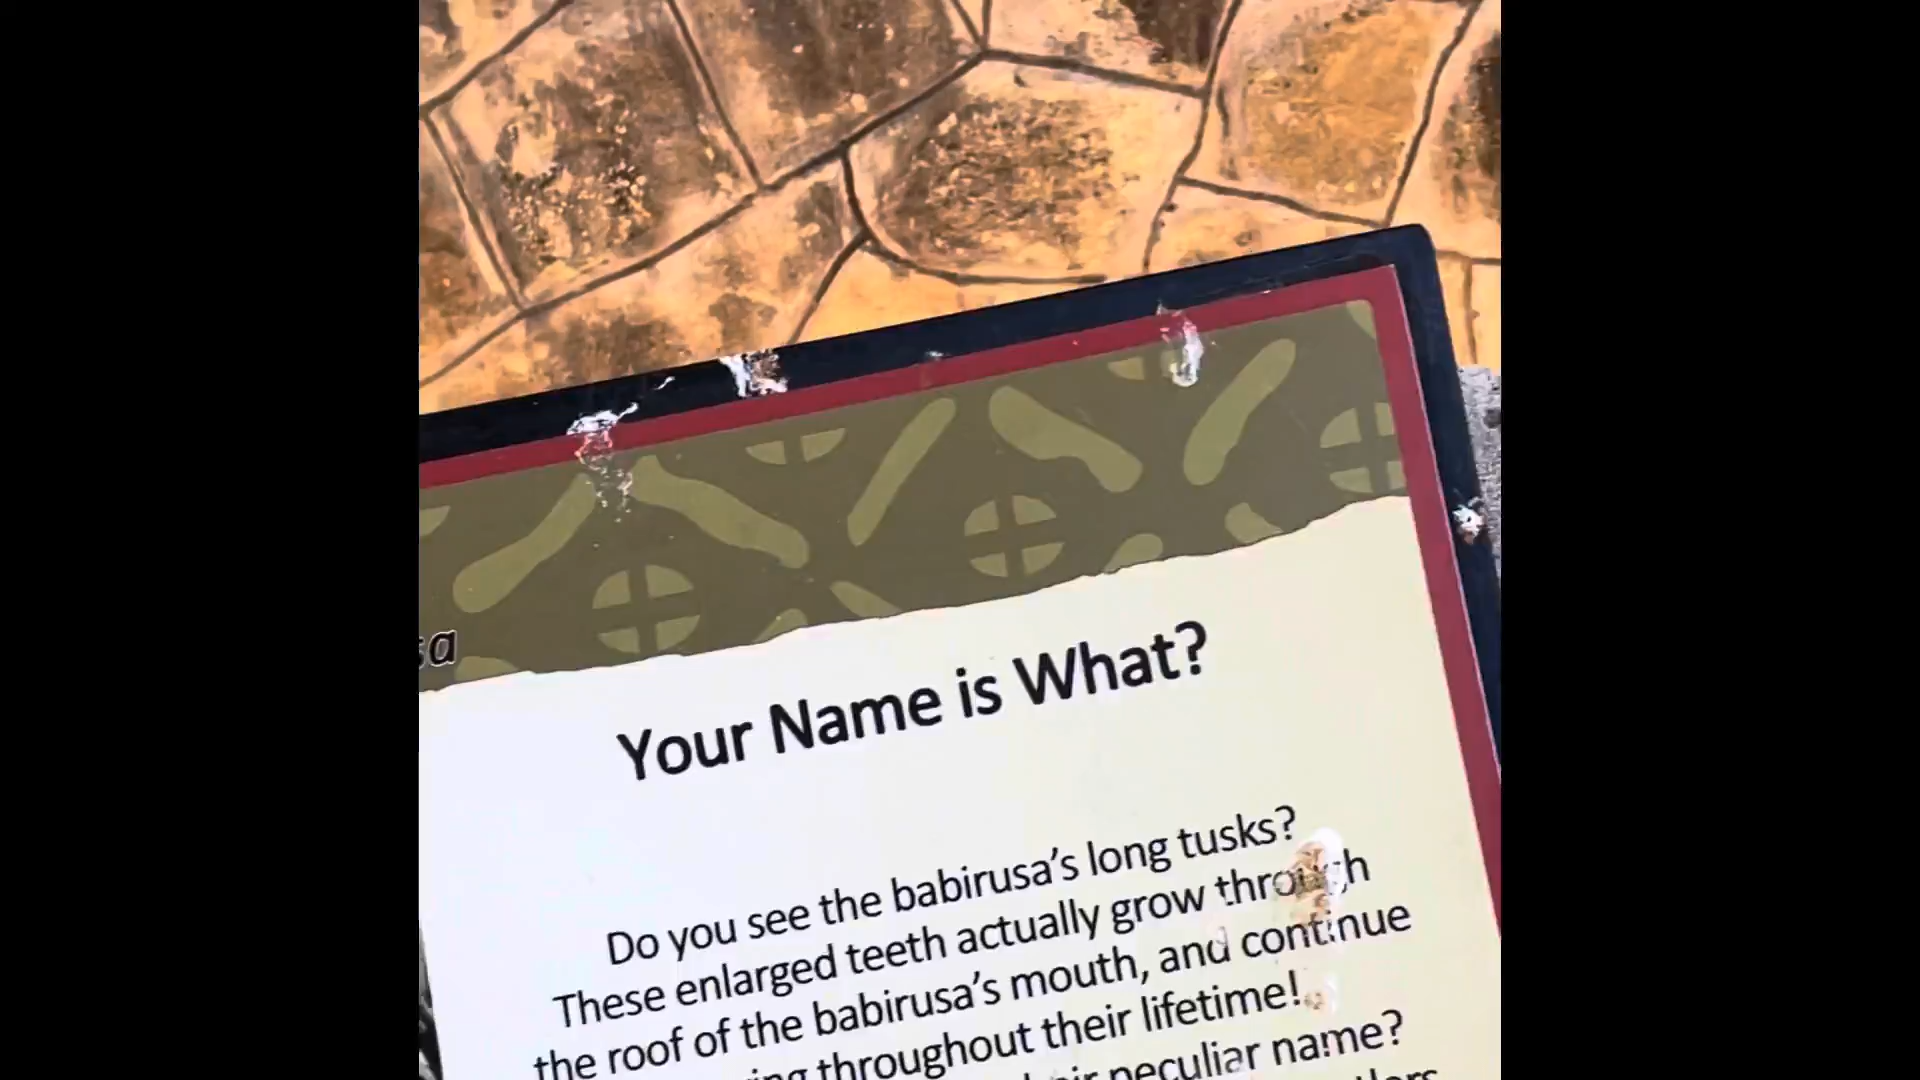 Your Name is What?
Do you see the babirusa's long tusks?
These enlarged teeth actually grow through
the roof of the babirusa's mouth, and continue
throughout their lifetime!
peculiar name?